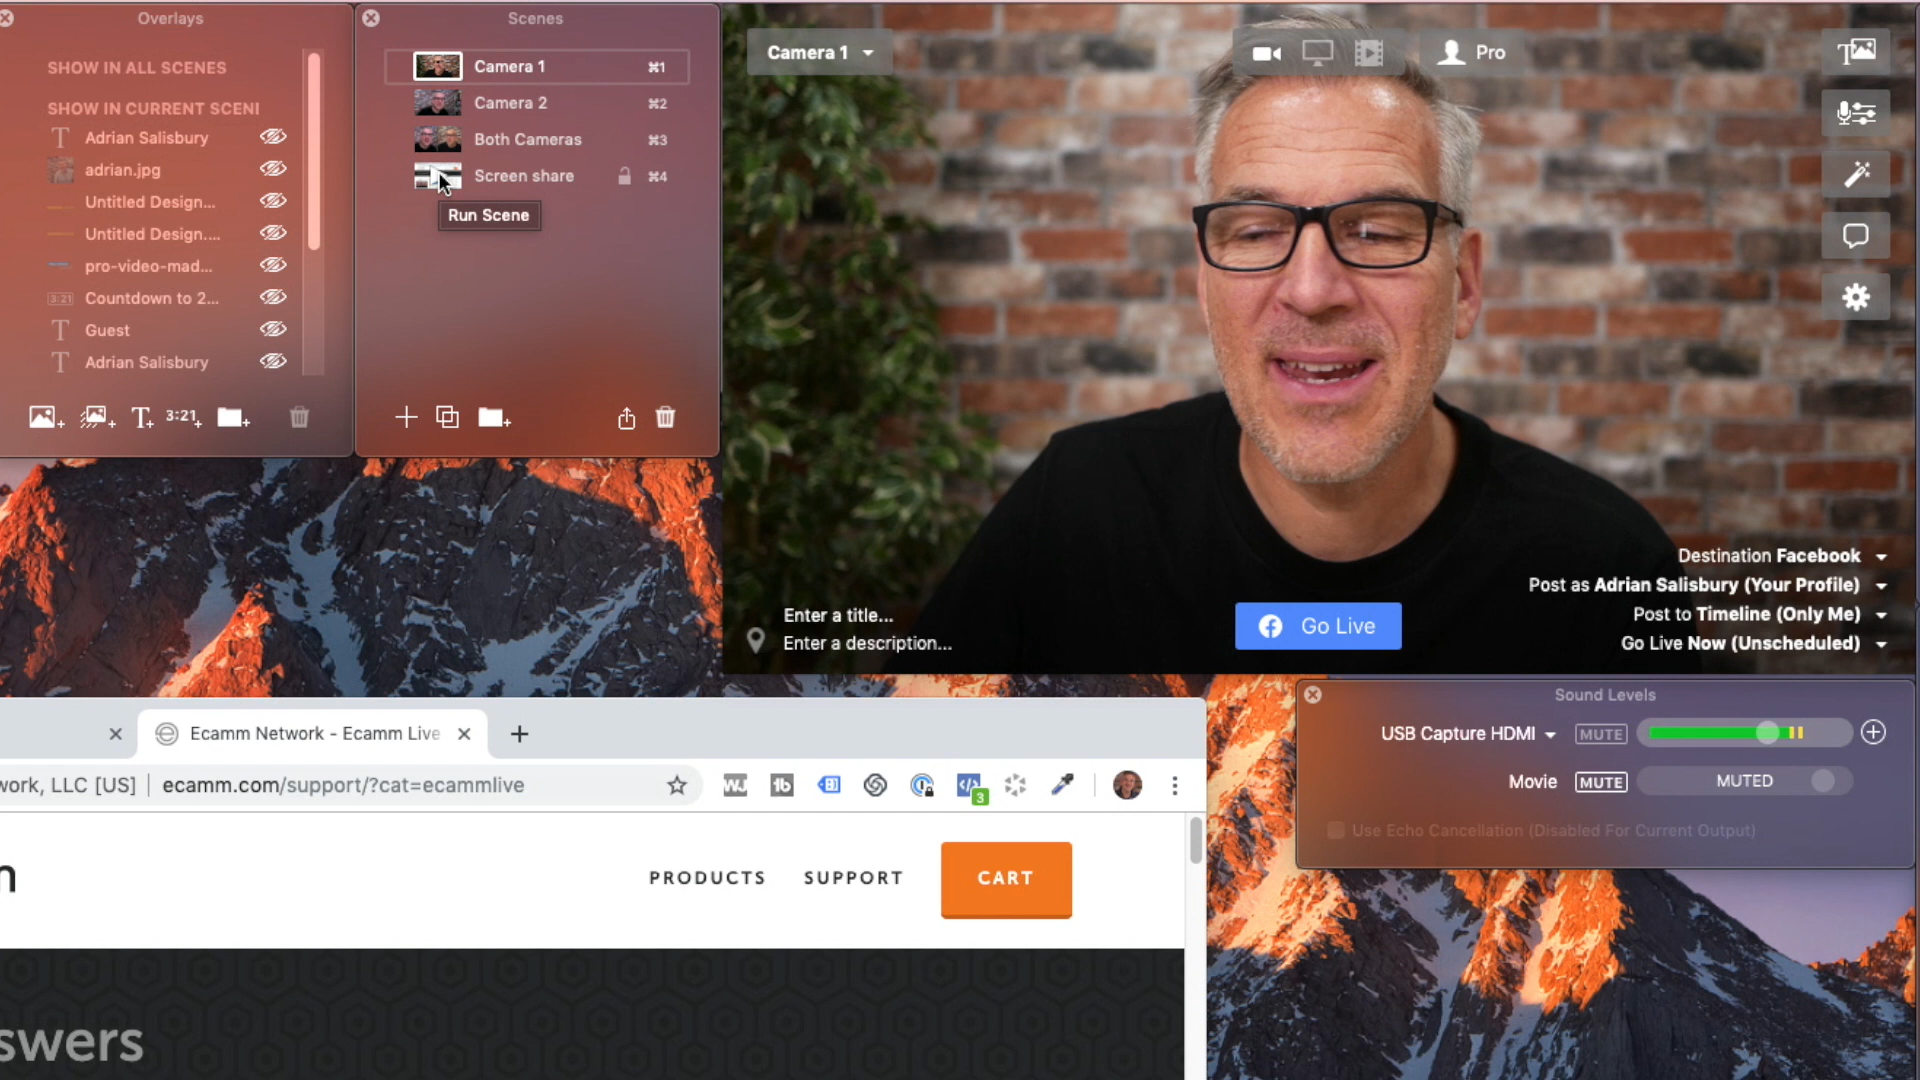 Overlays
SHOW IN ALL SCENES
SHOW IN CURRENT SCENI
Adrian Salisbury
adrian.jpg
Untitled Design...
Untitled Design....
pro-video-mad...
3:21 Countdown to 2...
Guest
Adrian Salisbury
3:21
Scenes
Camera 1 ⌘1
Camera 2 ⌘2
Both Cameras ⌘3
Screen share ⌘4
Run Scene
Camera 1
Pro
Destination Facebook
Post as Adrian Salisbury (Your Profile)
Post to Timeline (Only Me)
Go Live Now (Unscheduled)
Enter a title...
Enter a description...
Go Live
Sound Levels
USB Capture HDMI MUTE
Movie MUTE MUTED
Use Echo Cancellation (Disabled For Current Output)
Ecamm Network - Ecamm Live
work, LLC [US] ecamm.com/support/?cat=ecammlive
3
n
PRODUCTS SUPPORT CART
swers